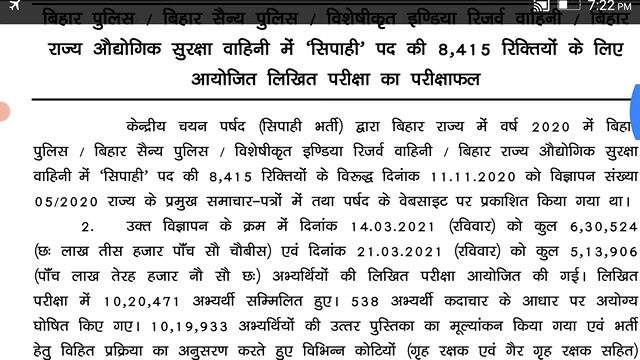 7:22 PM
बिहार पुलिस / बिहार सैन्य पुलिस / विशेषीकृत इण्डिया रिजर्व वाहिनी / बिहार
राज्य औद्योगिक सुरक्षा वाहिनी में ‘सिपाही’ पद की 8,415 रिक्तियों के लिए
आयोजित लिखित परीक्षा का परीक्षाफल
केन्द्रीय चयन पर्षद (सिपाही भर्ती) द्वारा बिहार राज्य में वर्ष 2020 में बिहा
पुलिस / बिहार सैन्य पुलिस / विशेषीकृत इण्डिया रिजर्व वाहिनी / बिहार राज्य औद्योगिक सुरक्षा
वाहिनी में ‘सिपाही’ पद की 8,415 रिक्तियों के विरूद्ध दिनांक 11.11.2020 को विज्ञापन संख्या
05/2020 राज्य के प्रमुख समाचार-पत्रों में तथा पर्षद के वेबसाइट पर प्रकाशित किया गया था।
2. उक्त विज्ञापन के क्रम में दिनांक 14.03.2021 (रविवार) को कुल 6,30,524
(छः लाख तीस हजार पाँच सौ चौबीस) एवं दिनांक 21.03.2021 (रविवार) को कुल 5,13,906
(पाँच लाख तेरह हजार नौ सौ छः) अभ्यर्थियों की लिखित परीक्षा आयोजित की गई। लिखित
परीक्षा में 10,20,471 अभ्यर्थी सम्मिलित हुए। 538 अभ्यर्थी कदाचार के आधार पर अयोग्य
घोषित किए गए। 10,19,933 अभ्यर्थियों की उत्तर पुस्तिका का मूल्यांकन किया गया एवं भर्ती
हेतु विहित प्रक्रिया का अनुसरण करते हुए विभिन्न कोटियों (गृह रक्षक एवं गैर गृह रक्षक सहित)